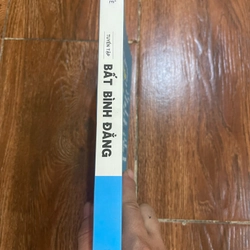 TUYỂN TẬP
BẤT BÌNH ĐẲNG